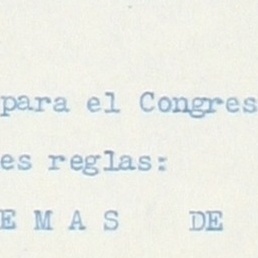 para el Congres
es reglas:
E M A S   DE